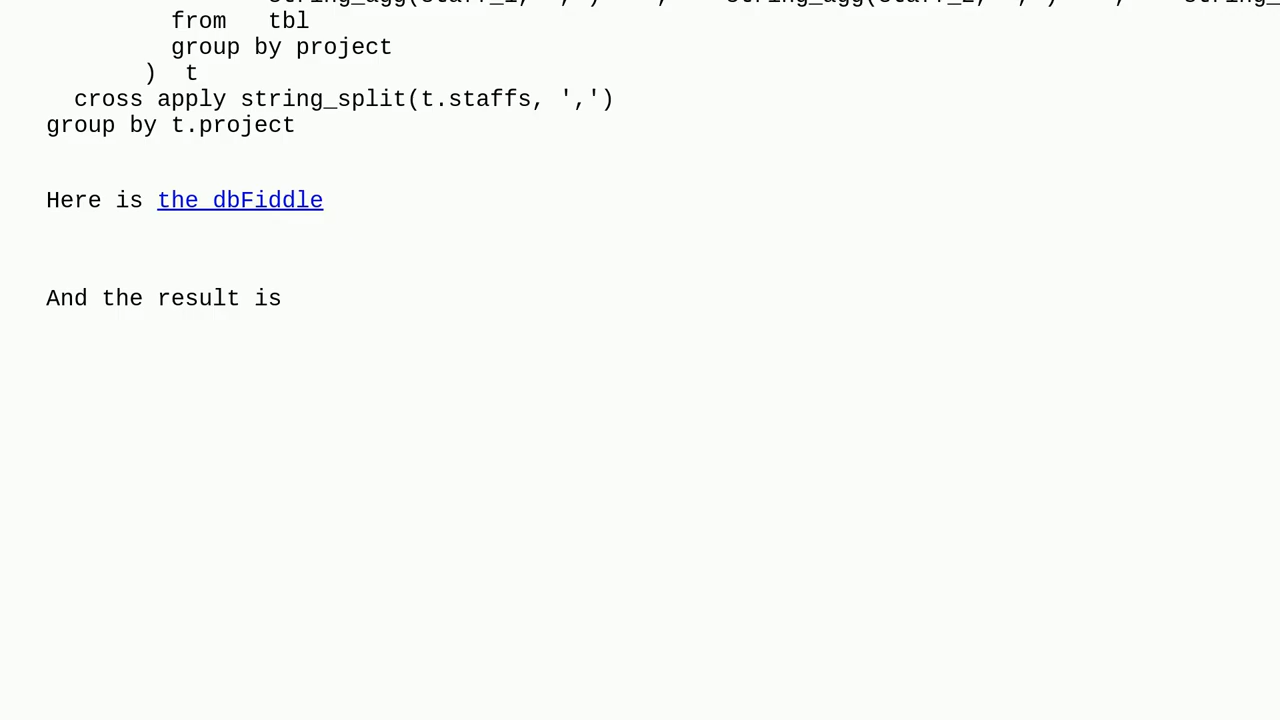 from   tbl
group by project
)  t
cross apply string_split(t.staffs, ',')
group by t.project
Here is the dbFiddle
And the result is